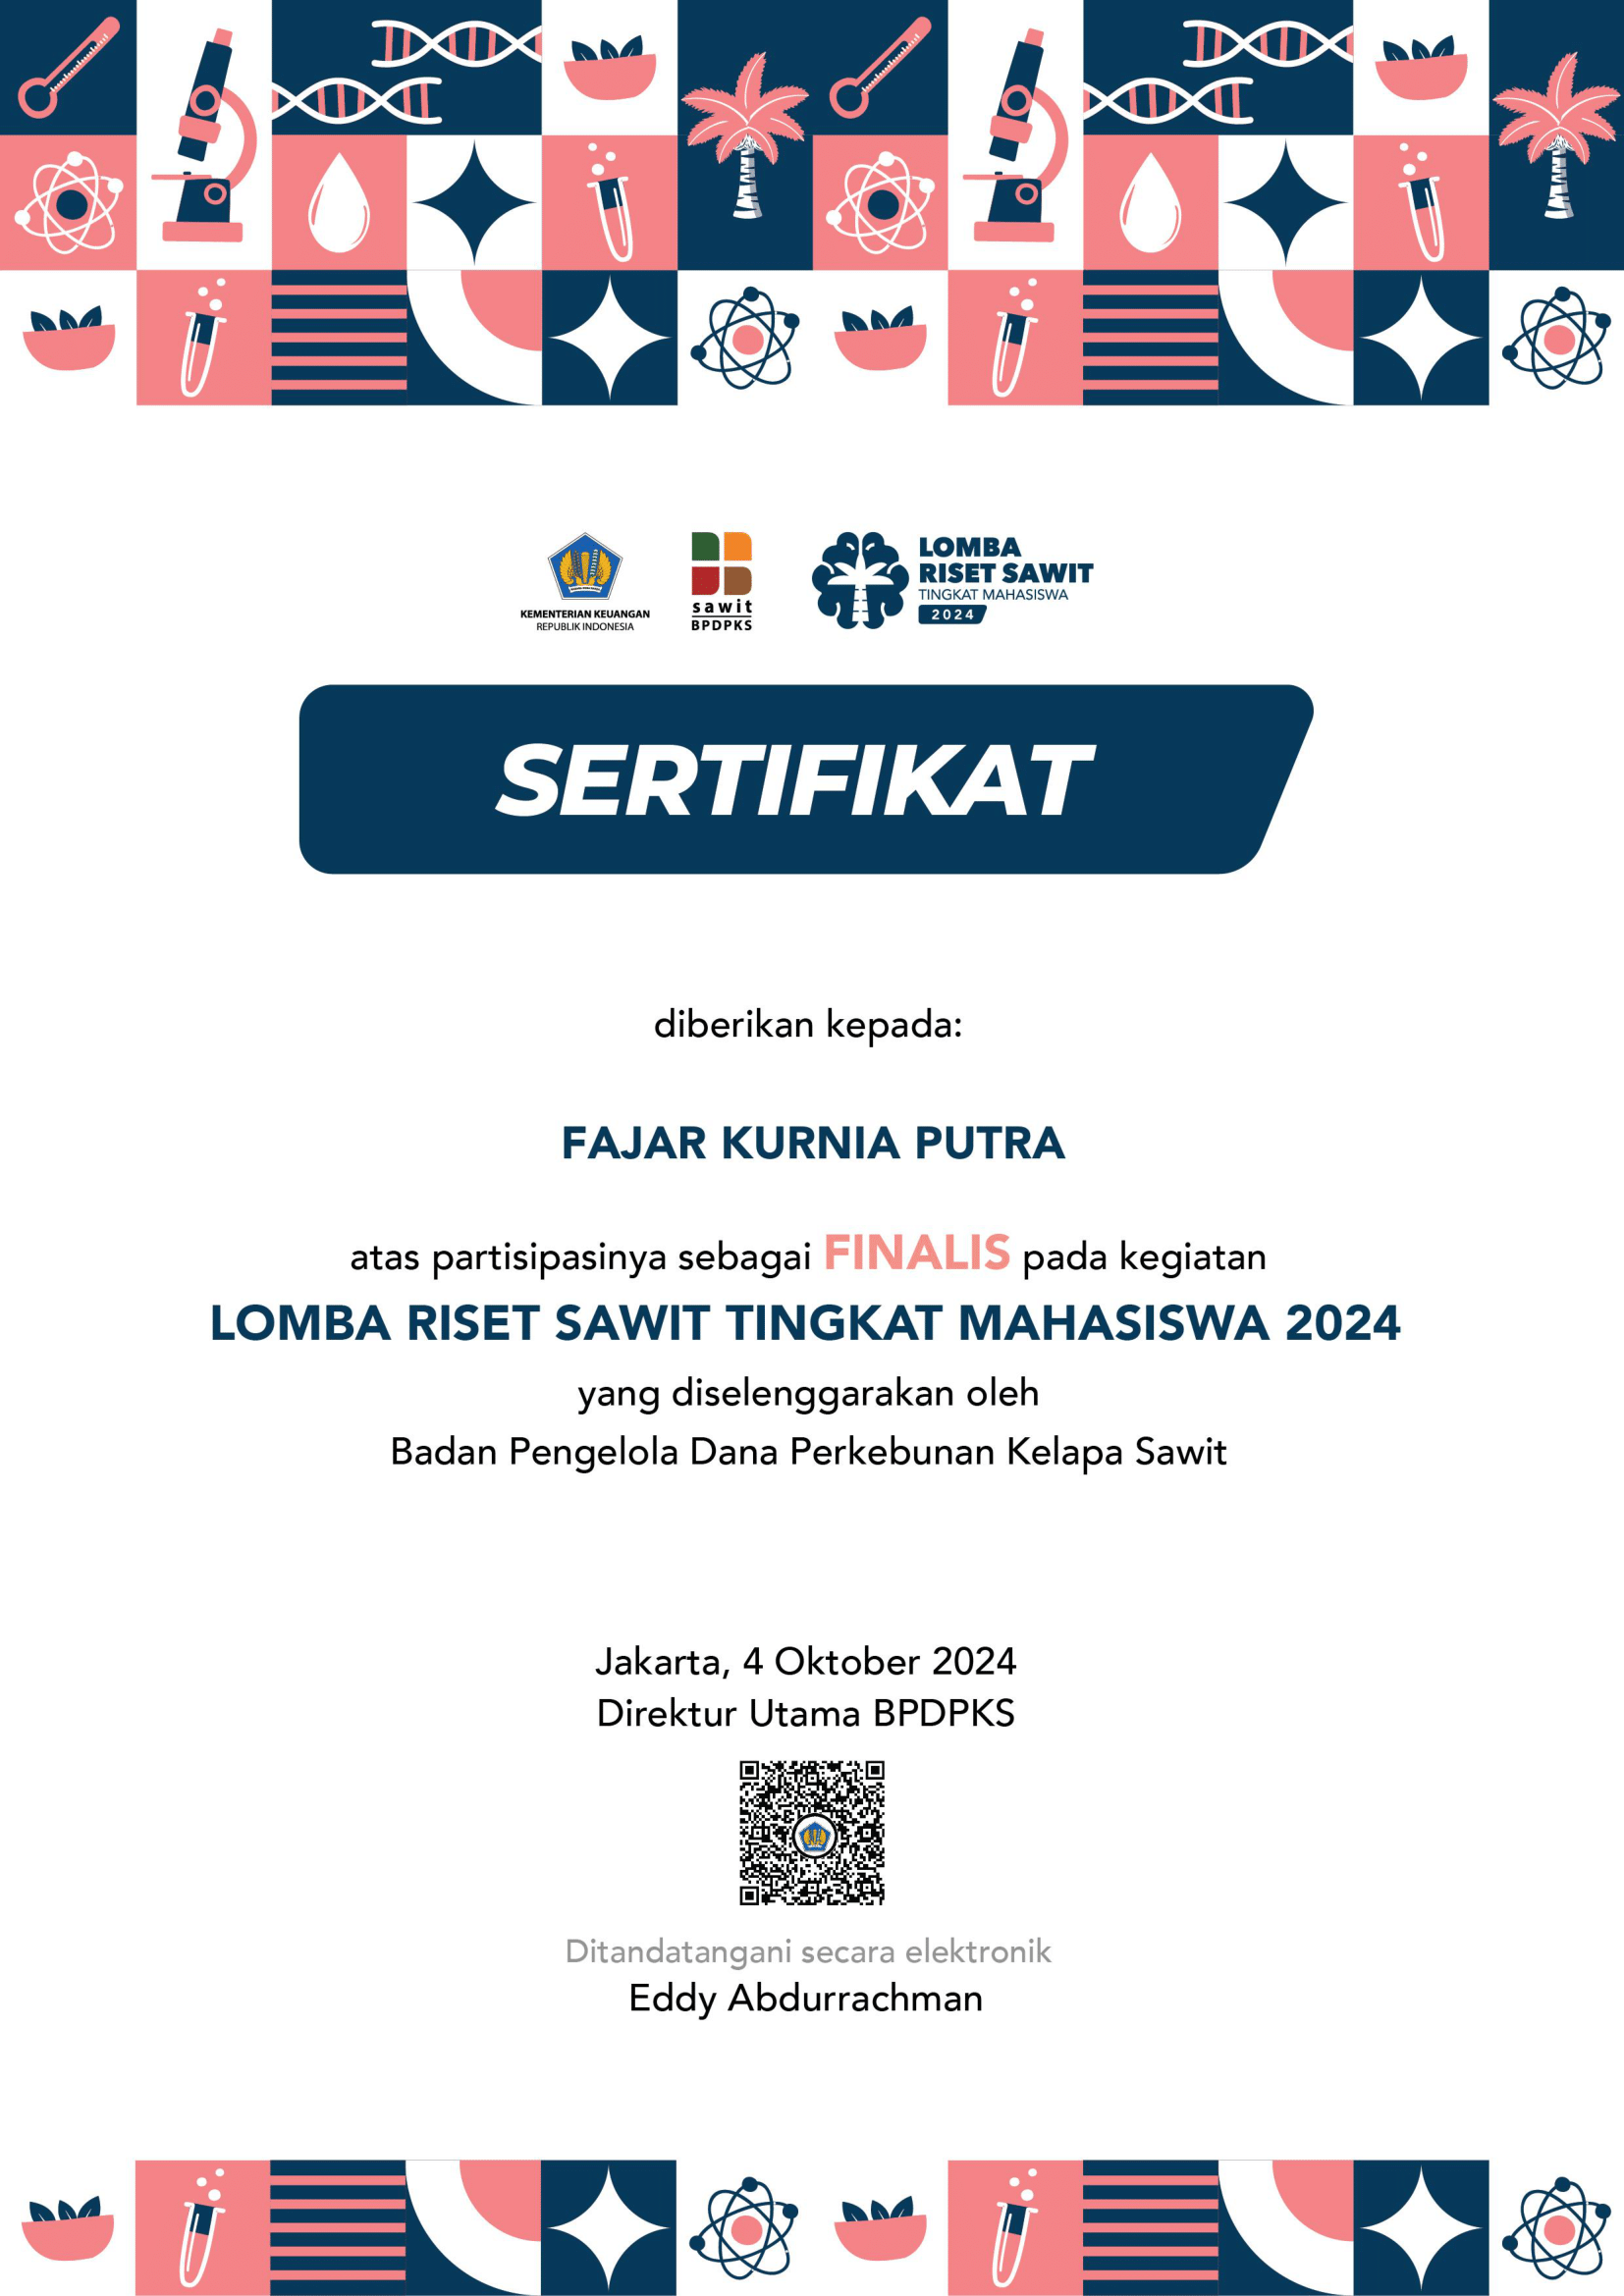 KEMENTERIAN KEUANGAN
REPUBLIK INDONESIA
sawit
BPDPKS
LOMBA
RISET SAWIT
TINGKAT MAHASISWA
2024
SERTIFIKAT
diberikan kepada:
FAJAR KURNIA PUTRA
atas partisipasinya sebagai FINALIS pada kegiatan
LOMBA RISET SAWIT TINGKAT MAHASISWA 2024
yang diselenggarakan oleh
Badan Pengelola Dana Perkebunan Kelapa Sawit
Jakarta, 4 Oktober 2024
Direktur Utama BPDPKS
Ditandatangani secara elektronik
Eddy Abdurrachman